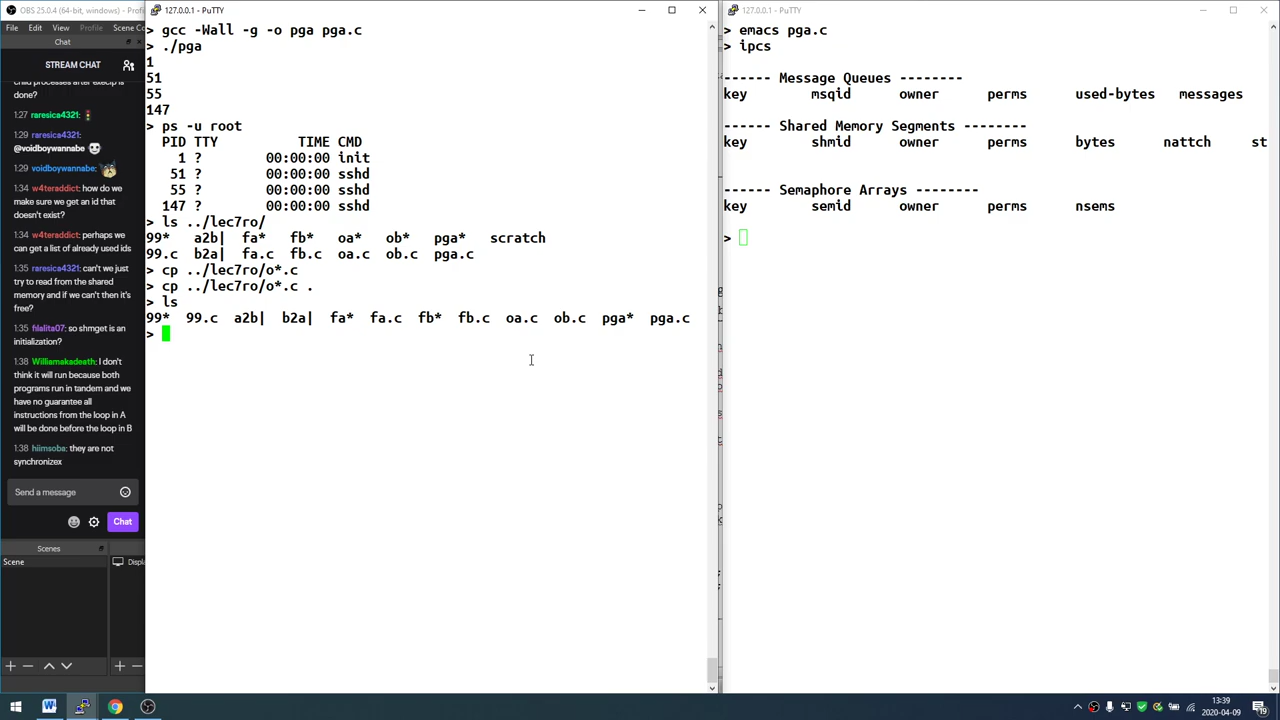 OBS 25.0.4 (64-bit, windows) -
File Edit View Profile Scene Co
Chat
STREAM CHAT
child processes after execlp is
done?
1:27 raresica4321:
1:29 raresica4321:
@voidboywannabe
1:29 voidboywannabe:
1:34 w4teraddict: how do we
make sure we get an id that
doesn't exist?
1:34 w4teraddict: perhaps we
can get a list of already used ids
1:35 raresica4321: can't we just
try to read from the shared
memory and if we can't then it's
free?
1:35 filalita07: so shmget is an
initialization?
1:38 Williamakadeath: I don't
think it will run because both
programs run in tandem and we
have no guarantee all
instructions from the loop in A
will be done before the loop in B
1:38 hiimsoba: they are not
synchronizex
Send a message
Chat
Scenes
Scene
Displ
127.0.0.1 - PuTTY
> gcc -Wall -g -o pga pga.c
> ./pga
1
51
55
147
> ps -u root
PID TTY TIME CMD
1 ? 00:00:00 init
51 ? 00:00:00 sshd
55 ? 00:00:00 sshd
147 ? 00:00:00 sshd
> ls ../lec7ro/
99* a2b| fa* fb* oa* ob* pga* scratch
99.c b2a| fa.c fb.c oa.c ob.c pga.c
> cp ../lec7ro/o*.c
> cp ../lec7ro/o*.c .
> ls
99* 99.c a2b| b2a| fa* fa.c fb* fb.c oa.c ob.c pga* pga.c
>
127.0.0.1 - PuTTY
> emacs pga.c
> ipcs
------ Message Queues --------
key msqid owner perms used-bytes messages
------ Shared Memory Segments --------
key shmid owner perms bytes nattch st
------ Semaphore Arrays --------
key semid owner perms nsems
>
13:39
2020-04-09